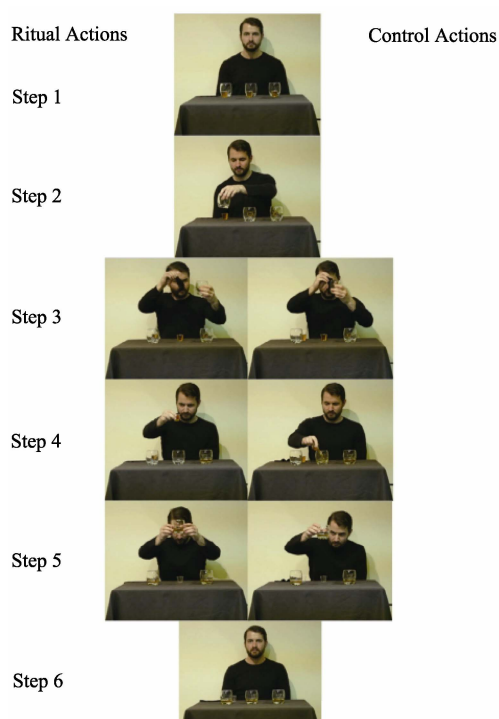 Ritual Actions
Control Actions
Step 1
Step 2
Step 3
Step 4
Step 5
Step 6